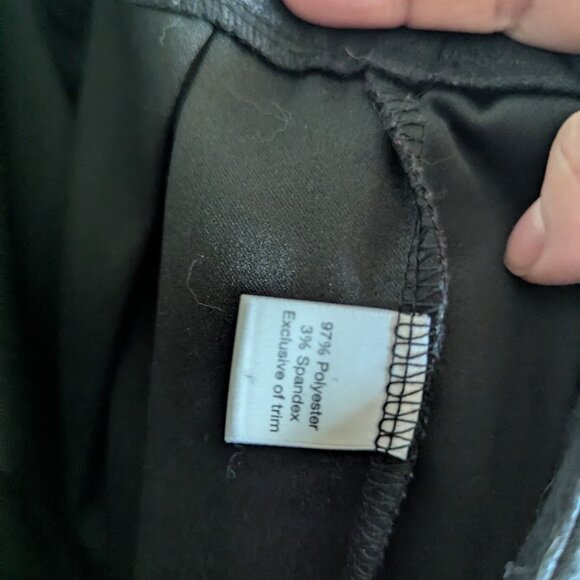 97% Polyester
3% Spandex
Exclusive of trim